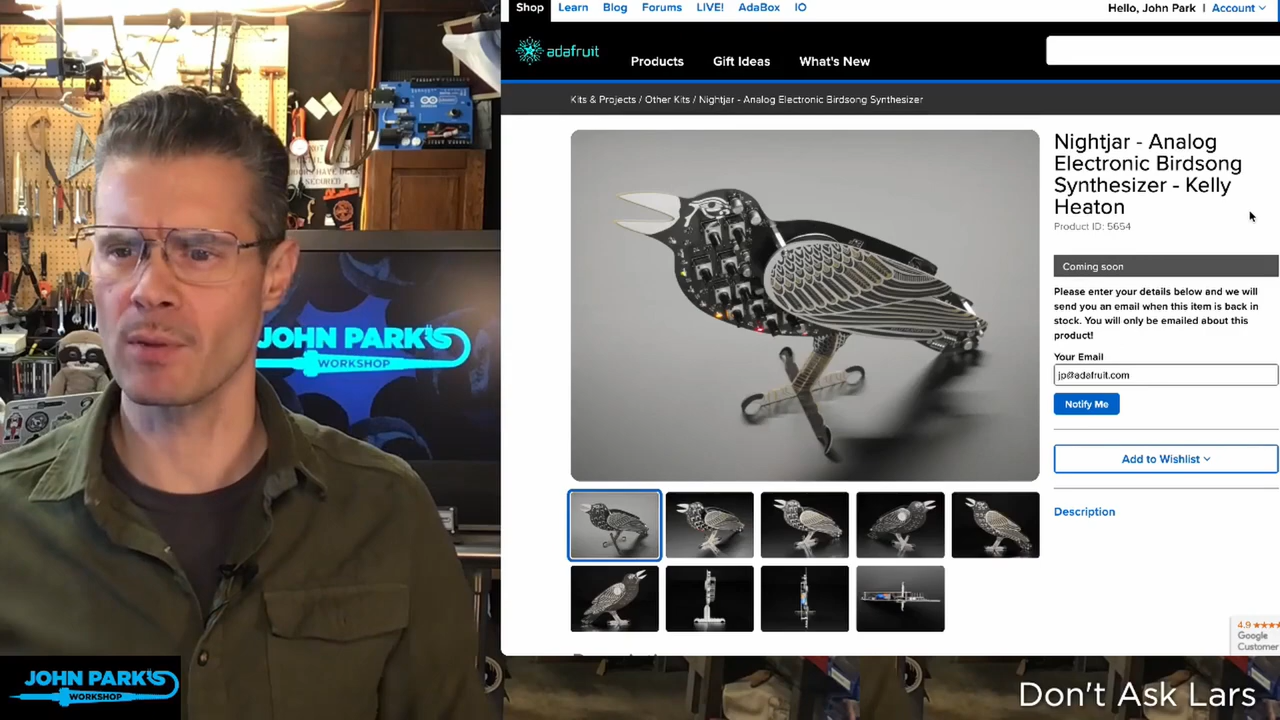 Shop Learn Blog Forums LIVE! AdaBox IO
Hello, John Park | Account
adafruit
Products Gift Ideas What's New
Kits & Projects / Other Kits / Nightjar - Analog Electronic Birdsong Synthesizer
Nightjar - Analog
Electronic Birdsong
Synthesizer - Kelly
Heaton
Product ID: 5654
Coming soon
Please enter your details below and we will
send you an email when this item is back in
stock. You will only be emailed about this
product!
Your Email
jp@adafruit.com
Notify Me
Add to Wishlist
Description
4.9
Google
Customer
JOHN PARK'S
WORKSHOP
JOHN PARK'S
WORKSHOP
Don't Ask Lars